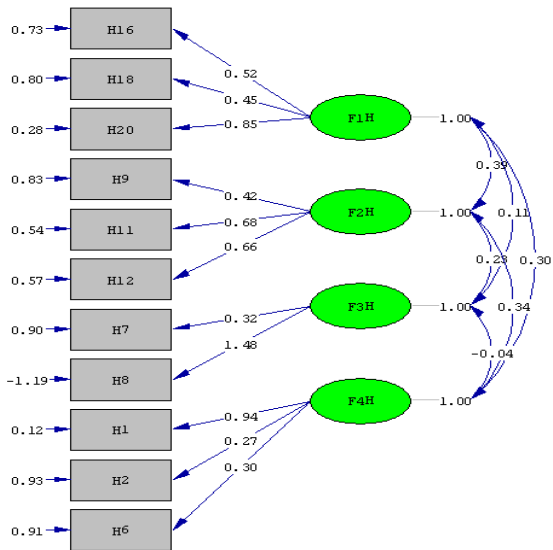 0.73 H16
0.52
0.80 H18
0.45
F1H 1.00
0.28 H20
0.85
0.39
0.83 H9
0.42
F2H 1.00
0.11
0.54 H11
0.68
0.66
0.23
0.30
0.57 H12
F3H 1.00
0.34
0.90 H7
0.32
1.48
-0.04
-1.19 H8
F4H 1.00
0.12 H1
0.94
0.27
0.93 H2
0.30
0.91 H6